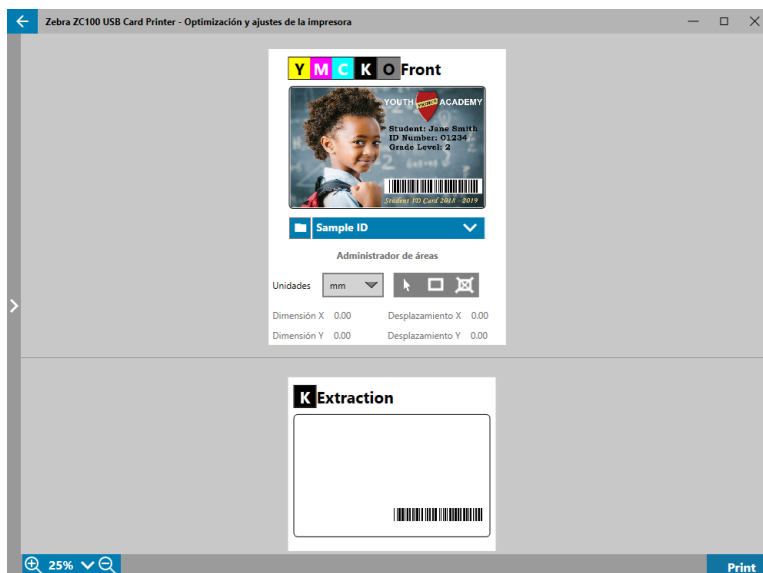 Zebra ZC100 USB Card Printer - Optimización y ajustes de la impresora
Y M C K O Front
YOUTH ACADEMY
Student: Jane Smith
ID Number: 01234
Grade Level: 2
Student ID Card 2018 - 2019
Sample ID
Administrador de áreas
Unidades mm
Dimensión X 0.00 Desplazamiento X 0.00
Dimensión Y 0.00 Desplazamiento Y 0.00
K Extraction
25%
Print